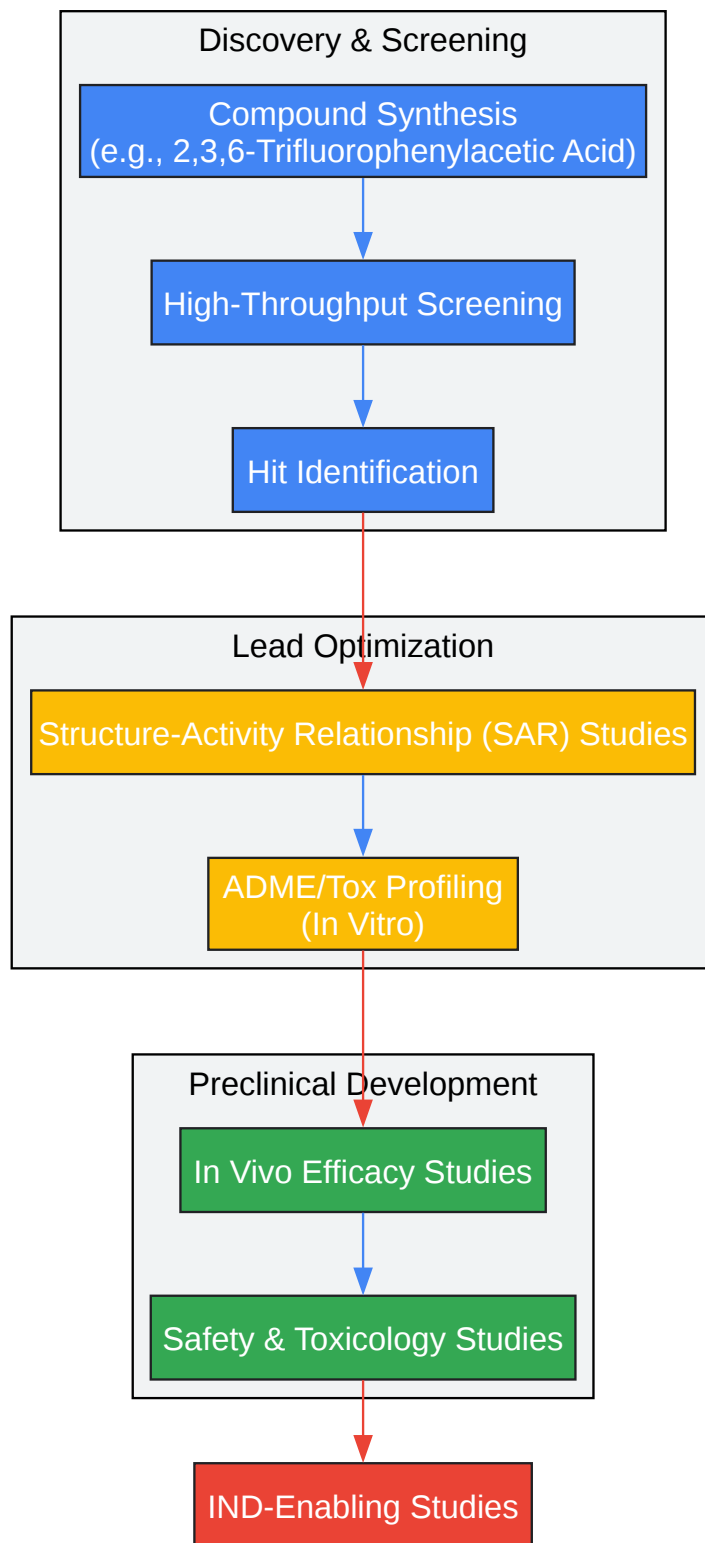 Discovery & Screening
Compound Synthesis
(e.g., 2,3,6-Trifluorophenylacetic Acid)
High-Throughput Screening
Hit Identification
Lead Optimization
Structure-Activity Relationship (SAR) Studies
ADME/Tox Profiling
(In Vitro)
Preclinical Development
In Vivo Efficacy Studies
Safety & Toxicology Studies
IND-Enabling Studies